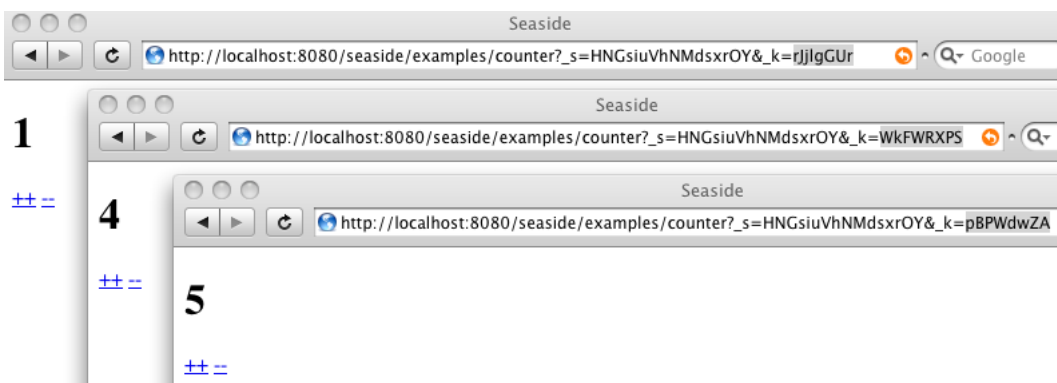 Seaside
http://localhost:8080/seaside/examples/counter?_s=HNGsiuVhNMdsxrOY&_k=rJjlgGUr
Google
1
++ --
Seaside
http://localhost:8080/seaside/examples/counter?_s=HNGsiuVhNMdsxrOY&_k=WkFWRXPS
4
++ --
Seaside
http://localhost:8080/seaside/examples/counter?_s=HNGsiuVhNMdsxrOY&_k=pBPWdwZA
5
++ --